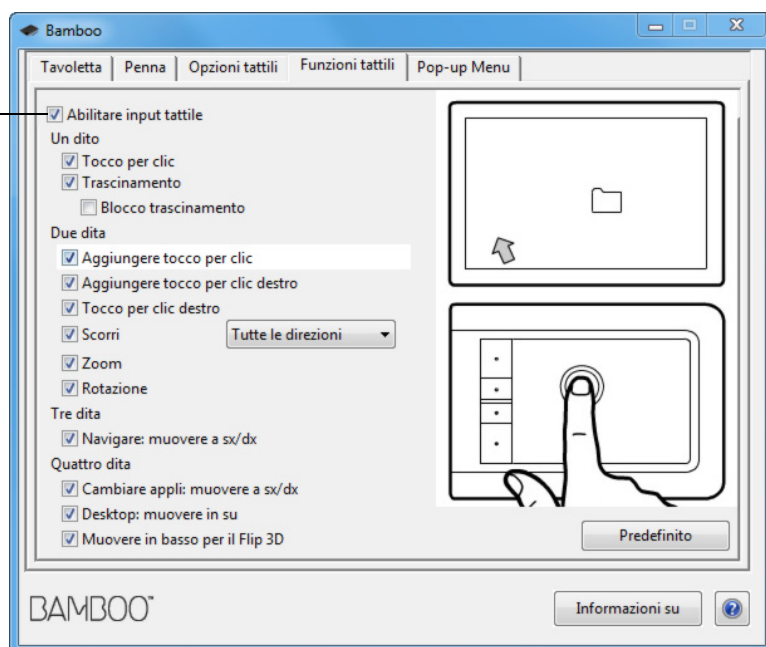 Bamboo
Tavoletta Penna Opzioni tattili Funzioni tattili Pop-up Menu
Abilitare input tattile
Un dito
Tocco per clic
Trascinamento
Blocco trascinamento
Due dita
Aggiungere tocco per clic
Aggiungere tocco per clic destro
Tocco per clic destro
Scorri Tutte le direzioni
Zoom
Rotazione
Tre dita
Navigare: muovere a sx/dx
Quattro dita
Cambiare appli: muovere a sx/dx
Desktop: muovere in su
Muovere in basso per il Flip 3D
Predefinito
BAMBOO™
Informazioni su ?